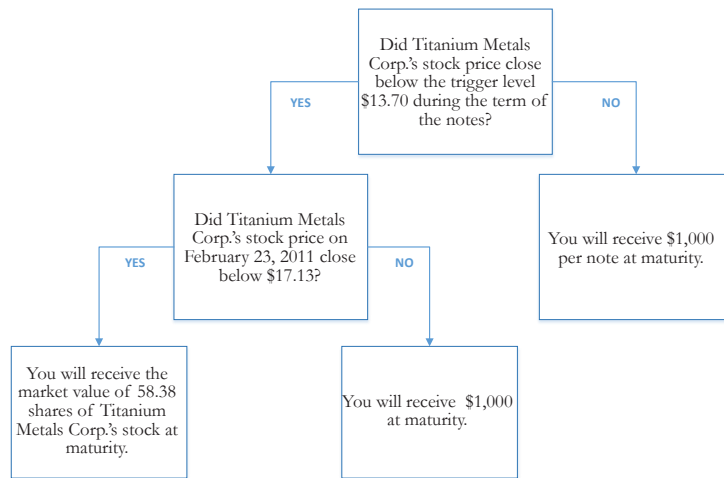 Did Titanium Metals
Corp.'s stock price close
below the trigger level
$13.70 during the term of
the notes?
YES
NO
Did Titanium Metals
Corp.'s stock price on
February 23, 2011 close
below $17.13?
You will receive $1,000
per note at maturity.
YES
NO
You will receive the
market value of 58.38
shares of Titanium
Metals Corp.'s stock at
maturity.
You will receive $1,000
at maturity.